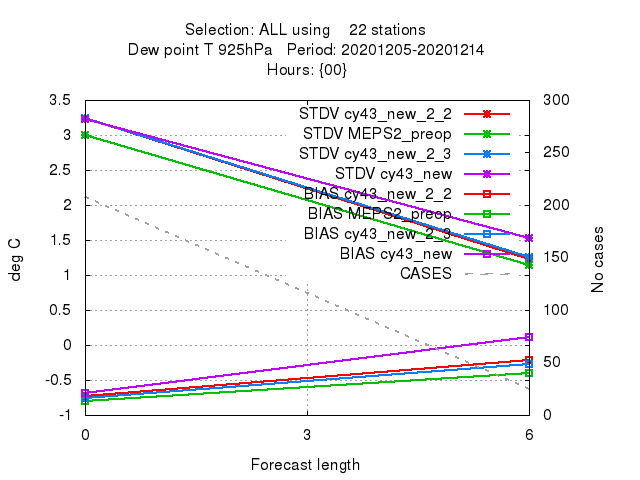 Selection: ALL using    22 stations
Dew point T 925hPa   Period: 20201205-20201214
Hours: {00}
3.5
3
2.5
2
1.5
1
0.5
0
-0.5
-1
deg C
STDV cy43_new_2_2
STDV MEPS2_preop
STDV cy43_new_2_3
STDV cy43_new
BIAS cy43_new_2_2
BIAS MEPS2_preop
BIAS cy43_new_2_3
BIAS cy43_new
CASES
300
250
200
150
100
50
0
No cases
0 3 6
Forecast length